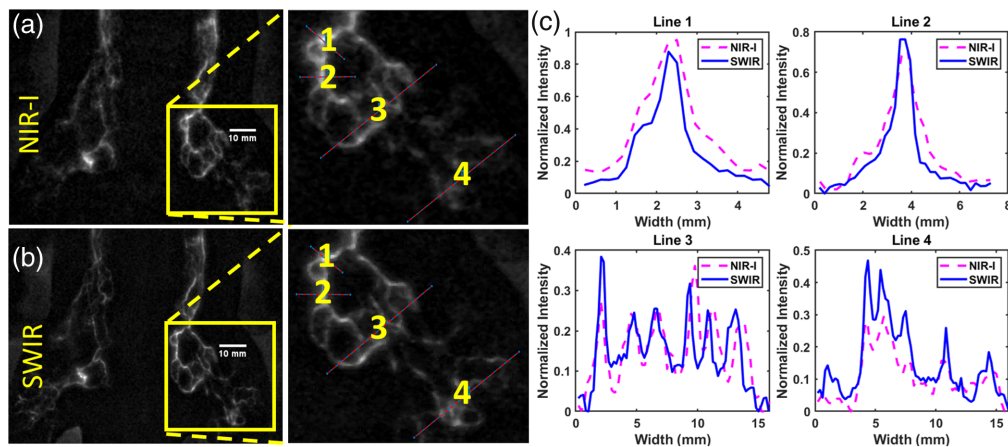 (a)
NIR-I
10 mm
1
2
3
4
(b)
SWIR
10 mm
1
2
3
4
(c)
Line 1
Normalized Intensity
1
0.8
0.6
0.4
0.2
0
0 1 2 3 4
Width (mm)
NIR-I
SWIR
Line 2
Normalized Intensity
0.8
0.6
0.4
0.2
0
0 2 4 6 8
Width (mm)
NIR-I
SWIR
Line 3
Normalized Intensity
0.4
0.3
0.2
0.1
0
0 5 10 15
Width (mm)
NIR-I
SWIR
Line 4
Normalized Intensity
0.5
0.4
0.3
0.2
0.1
0
0 5 10 15
Width (mm)
NIR-I
SWIR